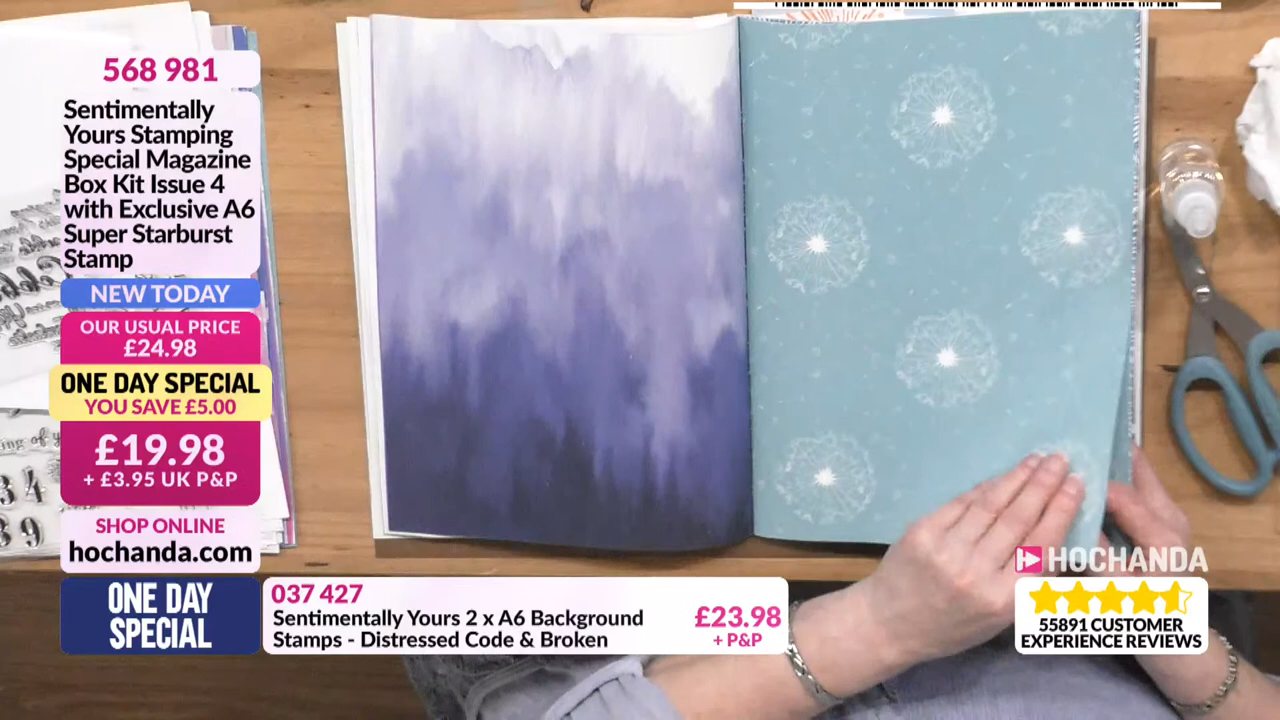 568 981
Sentimentally
Yours Stamping
Special Magazine
Box Kit Issue 4
with Exclusive A6
Super Starburst
Stamp
NEW TODAY
OUR USUAL PRICE
£24.98
ONE DAY SPECIAL
YOU SAVE £5.00
£19.98
+ £3.95 UK P&P
SHOP ONLINE
hochanda.com
ONE DAY
SPECIAL
037 427
Sentimentally Yours 2 x A6 Background
Stamps - Distressed Code & Broken
£23.98
+ P&P
HOCHANDA
55891 CUSTOMER
EXPERIENCE REVIEWS
34
89